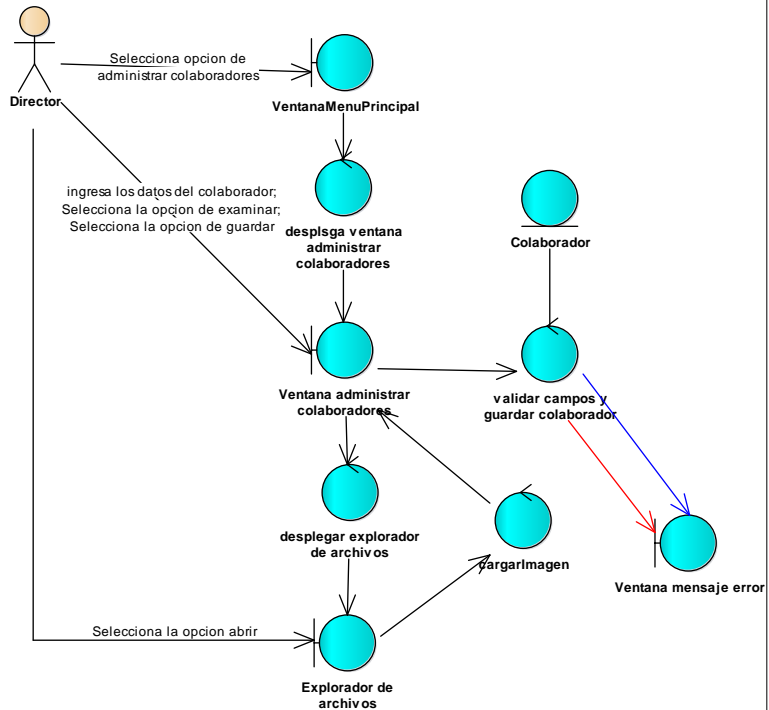 Selecciona opcion de
administrar colaboradores
Director
VentanaMenuPrincipal
ingresa los datos del colaborador;
Selecciona la opcion de examinar;
Selecciona la opcion de guardar
desplsga ventana
administrar
colaboradores
Colaborador
Ventana administrar
colaboradores
validar campos y
guardar colaborador
desplegar explorador
de archivos
cargarImagen
Ventana mensaje error
Selecciona la opcion abrir
Explorador de
archivos